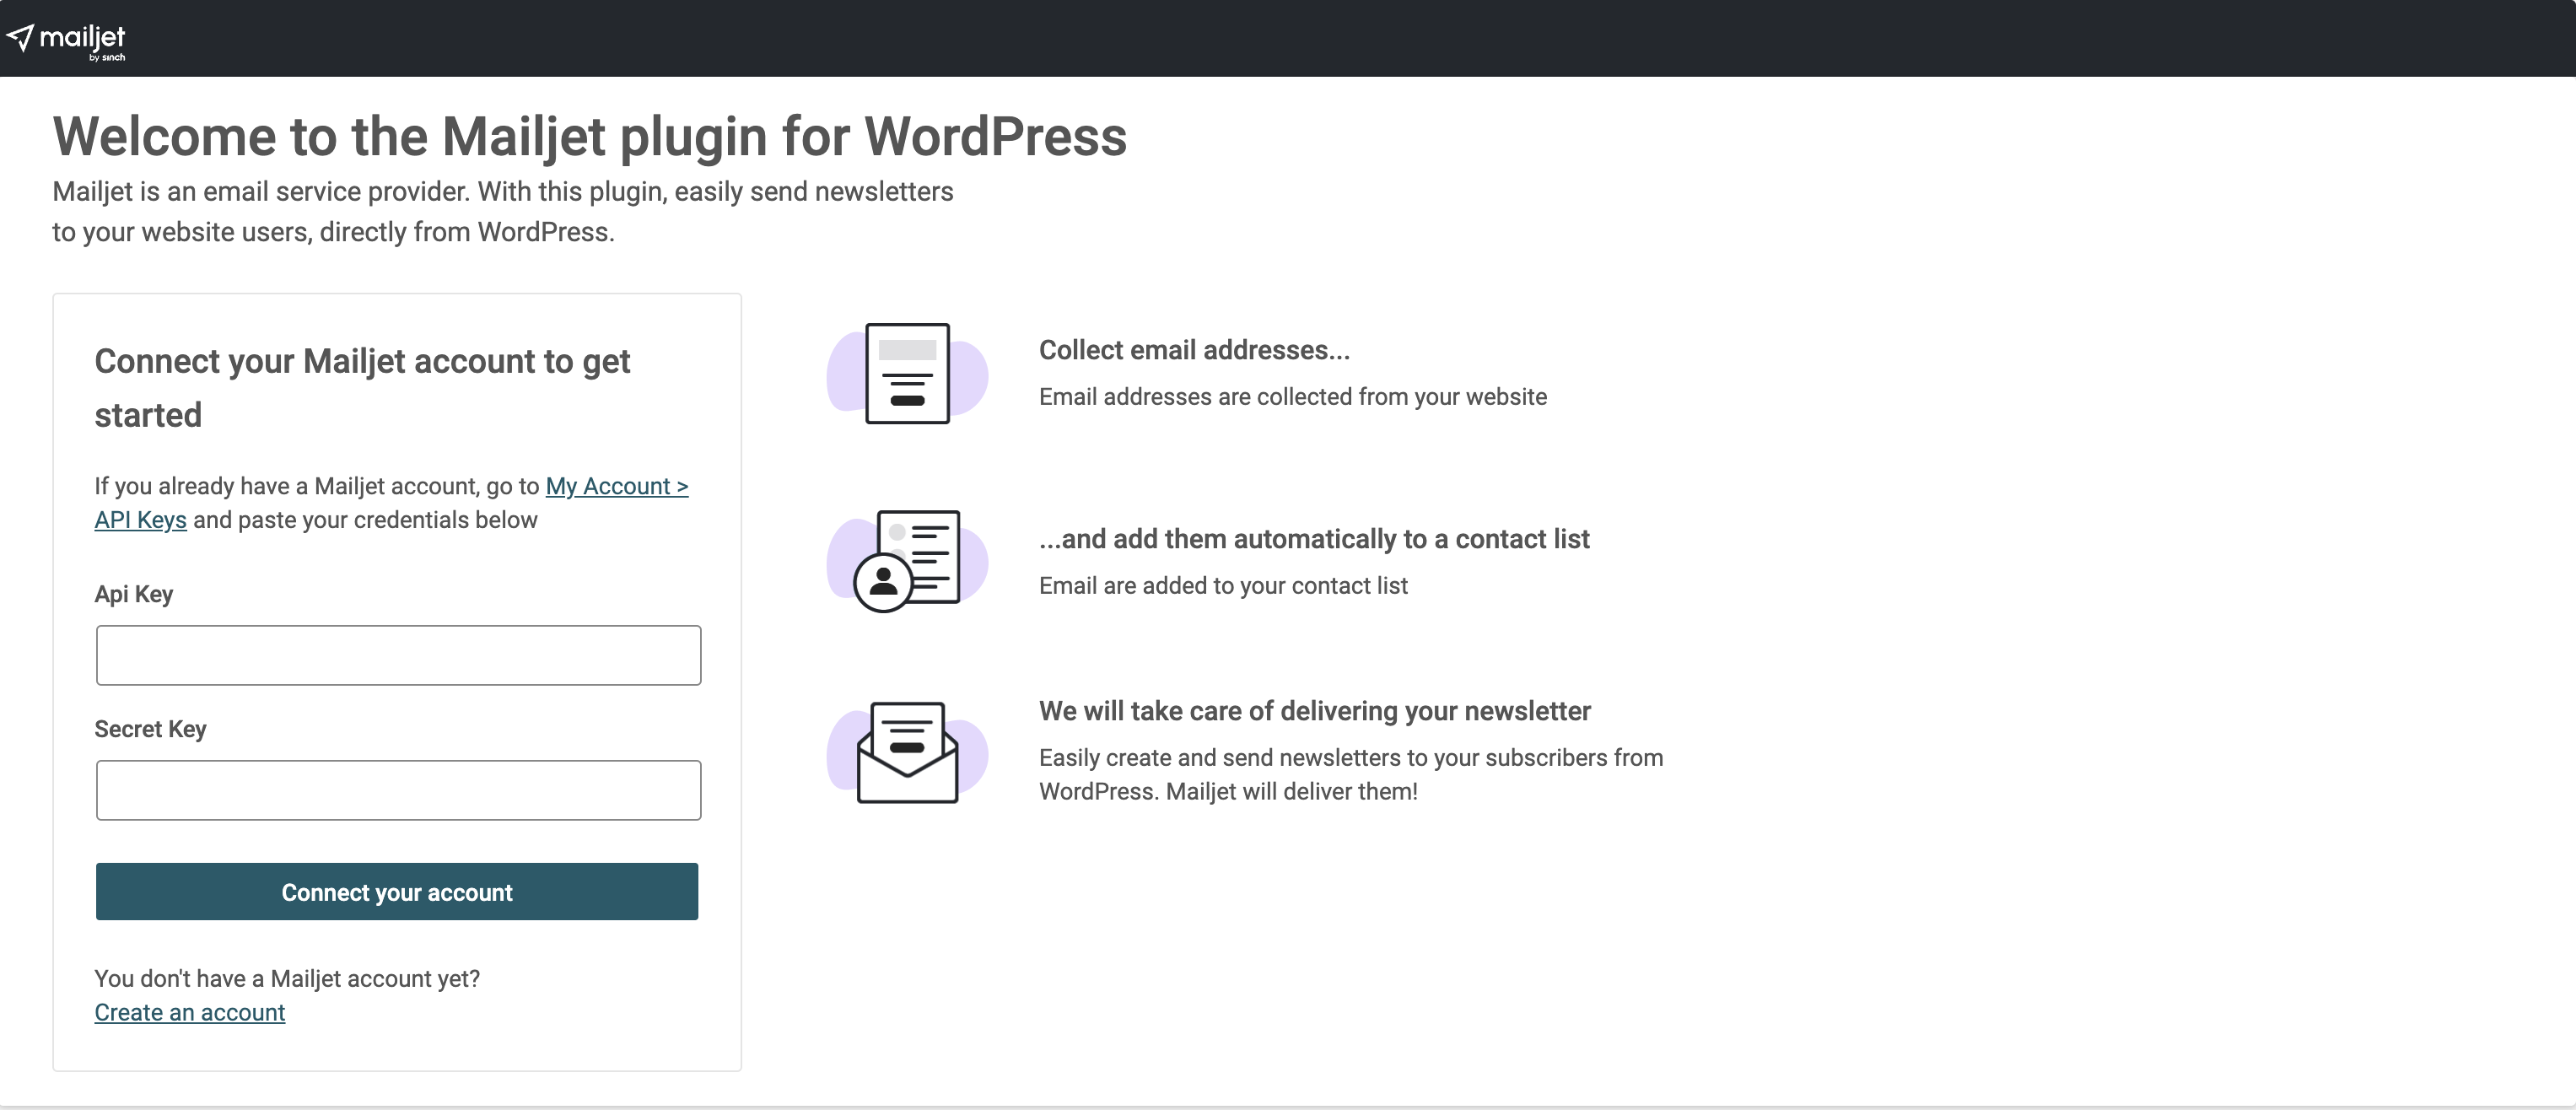 mailjet
by sinch
Welcome to the Mailjet plugin for WordPress
Mailjet is an email service provider. With this plugin, easily send newsletters
to your website users, directly from WordPress.
Connect your Mailjet account to get
started
If you already have a Mailjet account, go to My Account >
API Keys and paste your credentials below
Api Key
Secret Key
Connect your account
You don't have a Mailjet account yet?
Create an account
Collect email addresses...
Email addresses are collected from your website
...and add them automatically to a contact list
Email are added to your contact list
We will take care of delivering your newsletter
Easily create and send newsletters to your subscribers from
WordPress. Mailjet will deliver them!